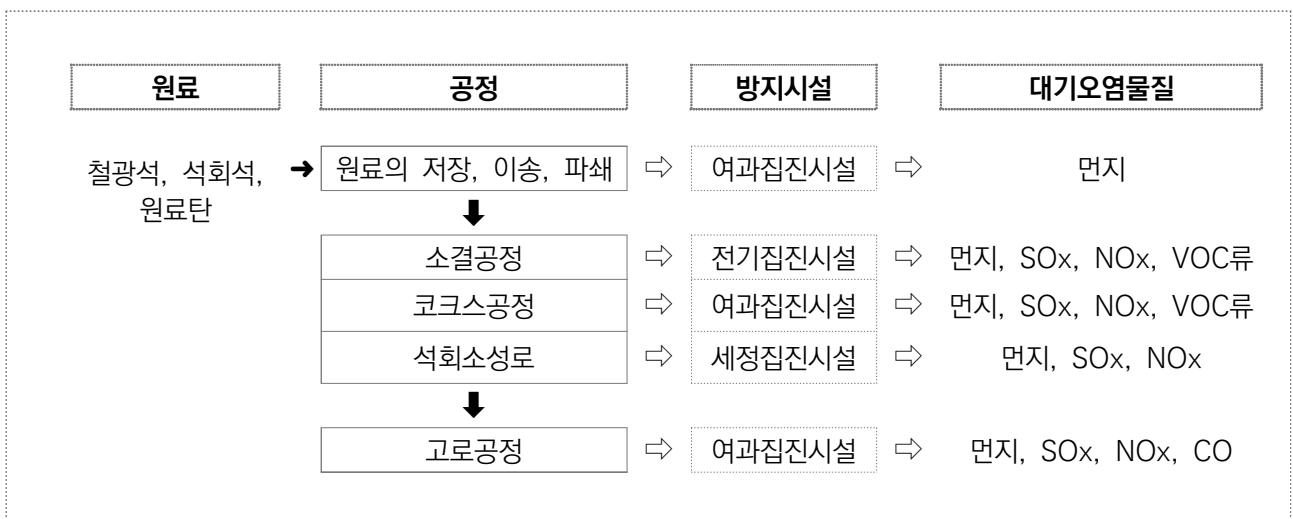 원료 공정 방지시설 대기오염물질
철광석, 석회석, ➜ 원료의 저장, 이송, 파쇄 ⇨ 여과집진시설 ⇨ 먼지
원료탄
소결공정 ⇨ 전기집진시설 ⇨ 먼지, SOx, NOx, VOC류
코크스공정 ⇨ 여과집진시설 ⇨ 먼지, SOx, NOx, VOC류
석회소성로 ⇨ 세정집진시설 ⇨ 먼지, SOx, NOx
고로공정 ⇨ 여과집진시설 ⇨ 먼지, SOx, NOx, CO